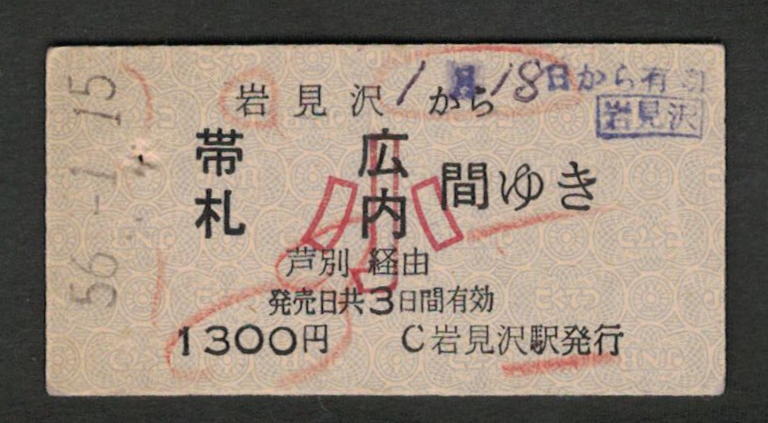 56.-1.15
1月18日から有効
岩見沢
岩見沢から
帯広
札内
間ゆき
小
芦別 経由
発売日共3日間有効
1300円 C岩見沢駅発行